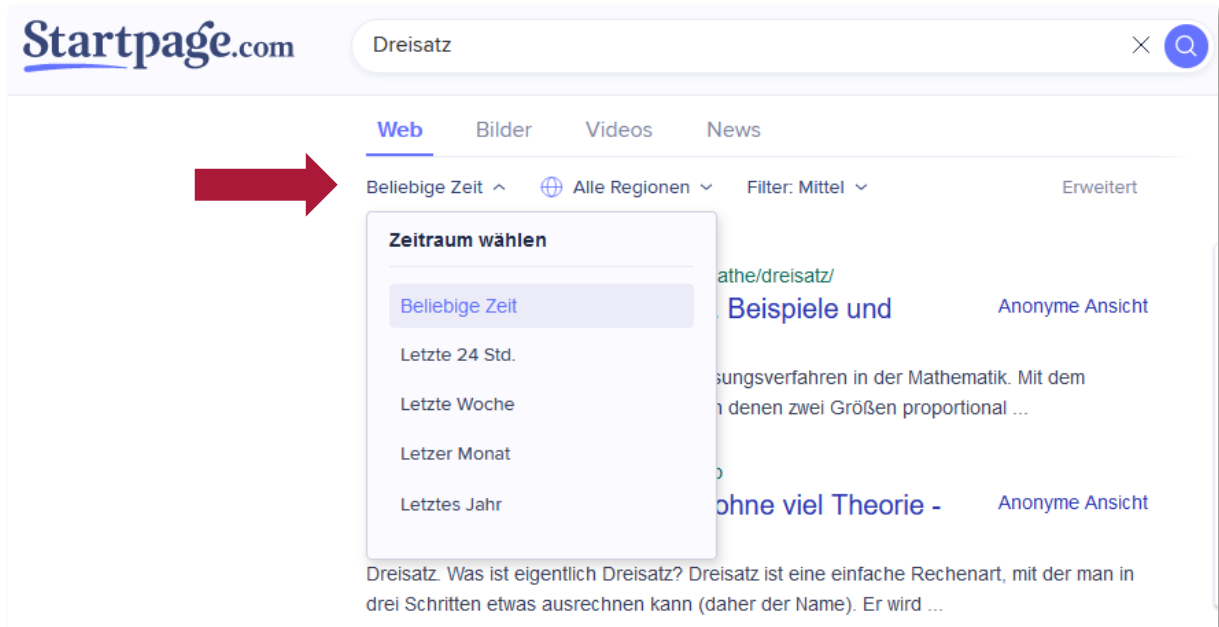 Startpage.com
Dreisatz
Web Bilder Videos News
Beliebige Zeit Alle Regionen Filter: Mittel Erweitert
Zeitraum wählen
Beliebige Zeit
Letzte 24 Std.
Letzte Woche
Letzer Monat
Letztes Jahr
athe/dreisatz/
Beispiele und Anonyme Ansicht
sungsverfahren in der Mathematik. Mit dem
denen zwei Größen proportional ...
ohne viel Theorie - Anonyme Ansicht
Dreisatz. Was ist eigentlich Dreisatz? Dreisatz ist eine einfache Rechenart, mit der man in
drei Schritten etwas ausrechnen kann (daher der Name). Er wird ...